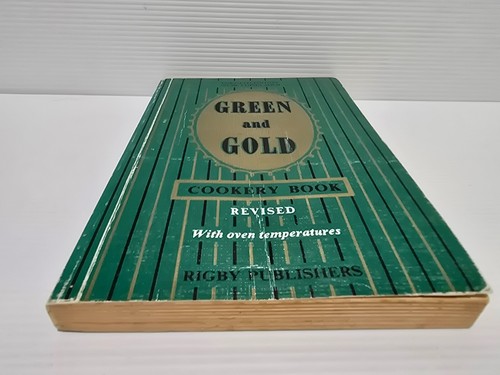 GREEN
and
GOLD
COOKERY BOOK
REVISED
With oven temperatures
RIGBY PUBLISHERS